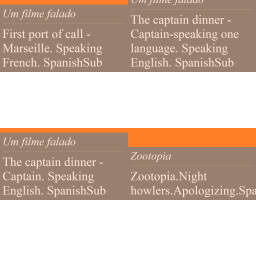 Um filme falado
First port of call -
Marseille. Speaking
French. SpanishSub
Um filme falado
The captain dinner -
Captain-speaking one
language. Speaking
English. SpanishSub
Um filme falado
The captain dinner -
Captain. Speaking
English. SpanishSub
Zootopia
Zootopia.Night
howlers.Apologizing.Spa